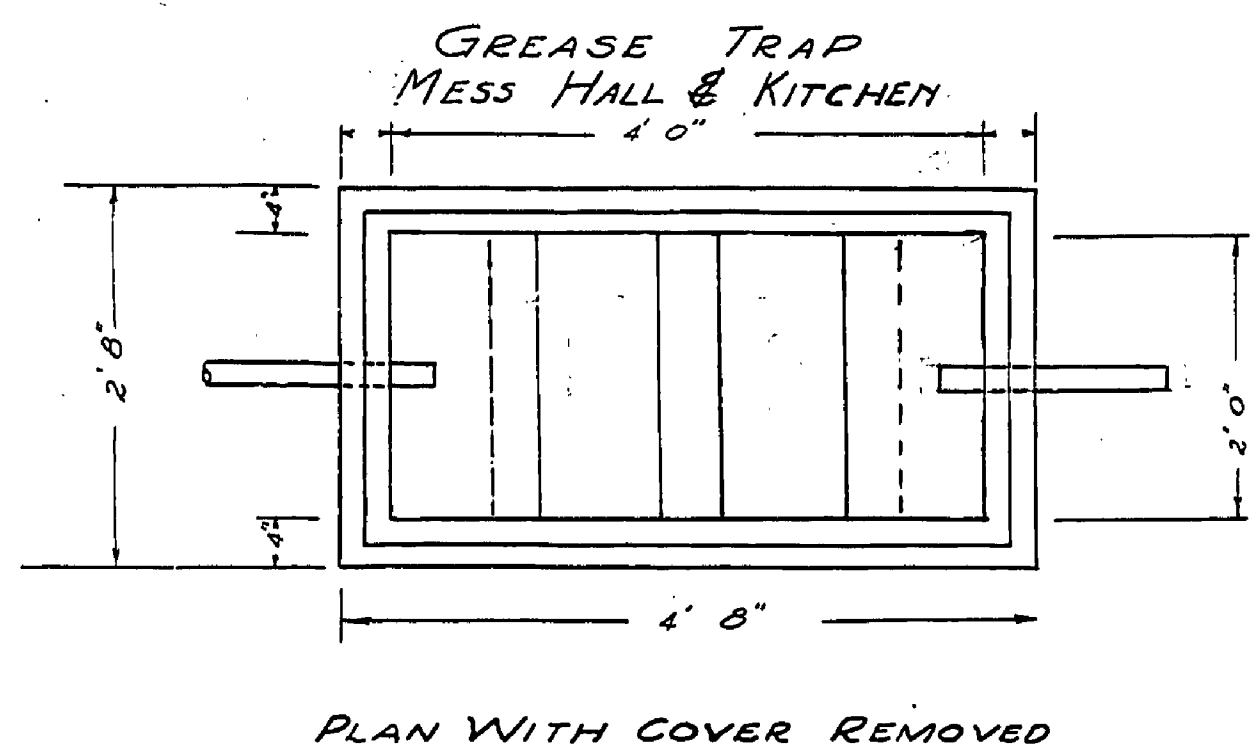 GREASE TRAP
MESS HALL & KITCHEN
4' 0"
4"
2' 8"
2' 0"
4"
4' 8"
PLAN WITH COVER REMOVED